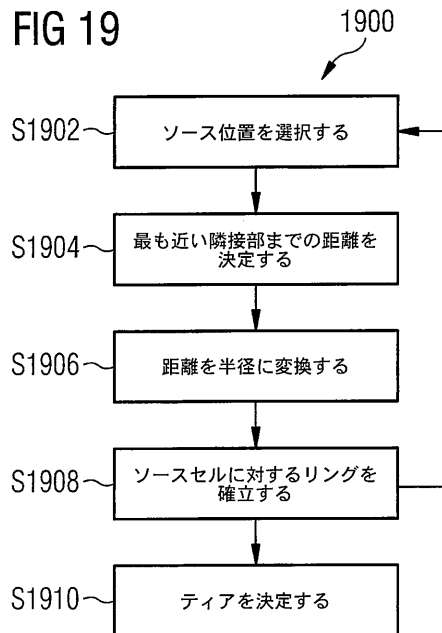 FIG 19
1900
S1902
ソース位置を選択する
S1904
最も近い隣接部までの距離を
決定する
S1906
距離を半径に変換する
S1908
ソースセルに対するリングを
確立する
S1910
ティアを決定する